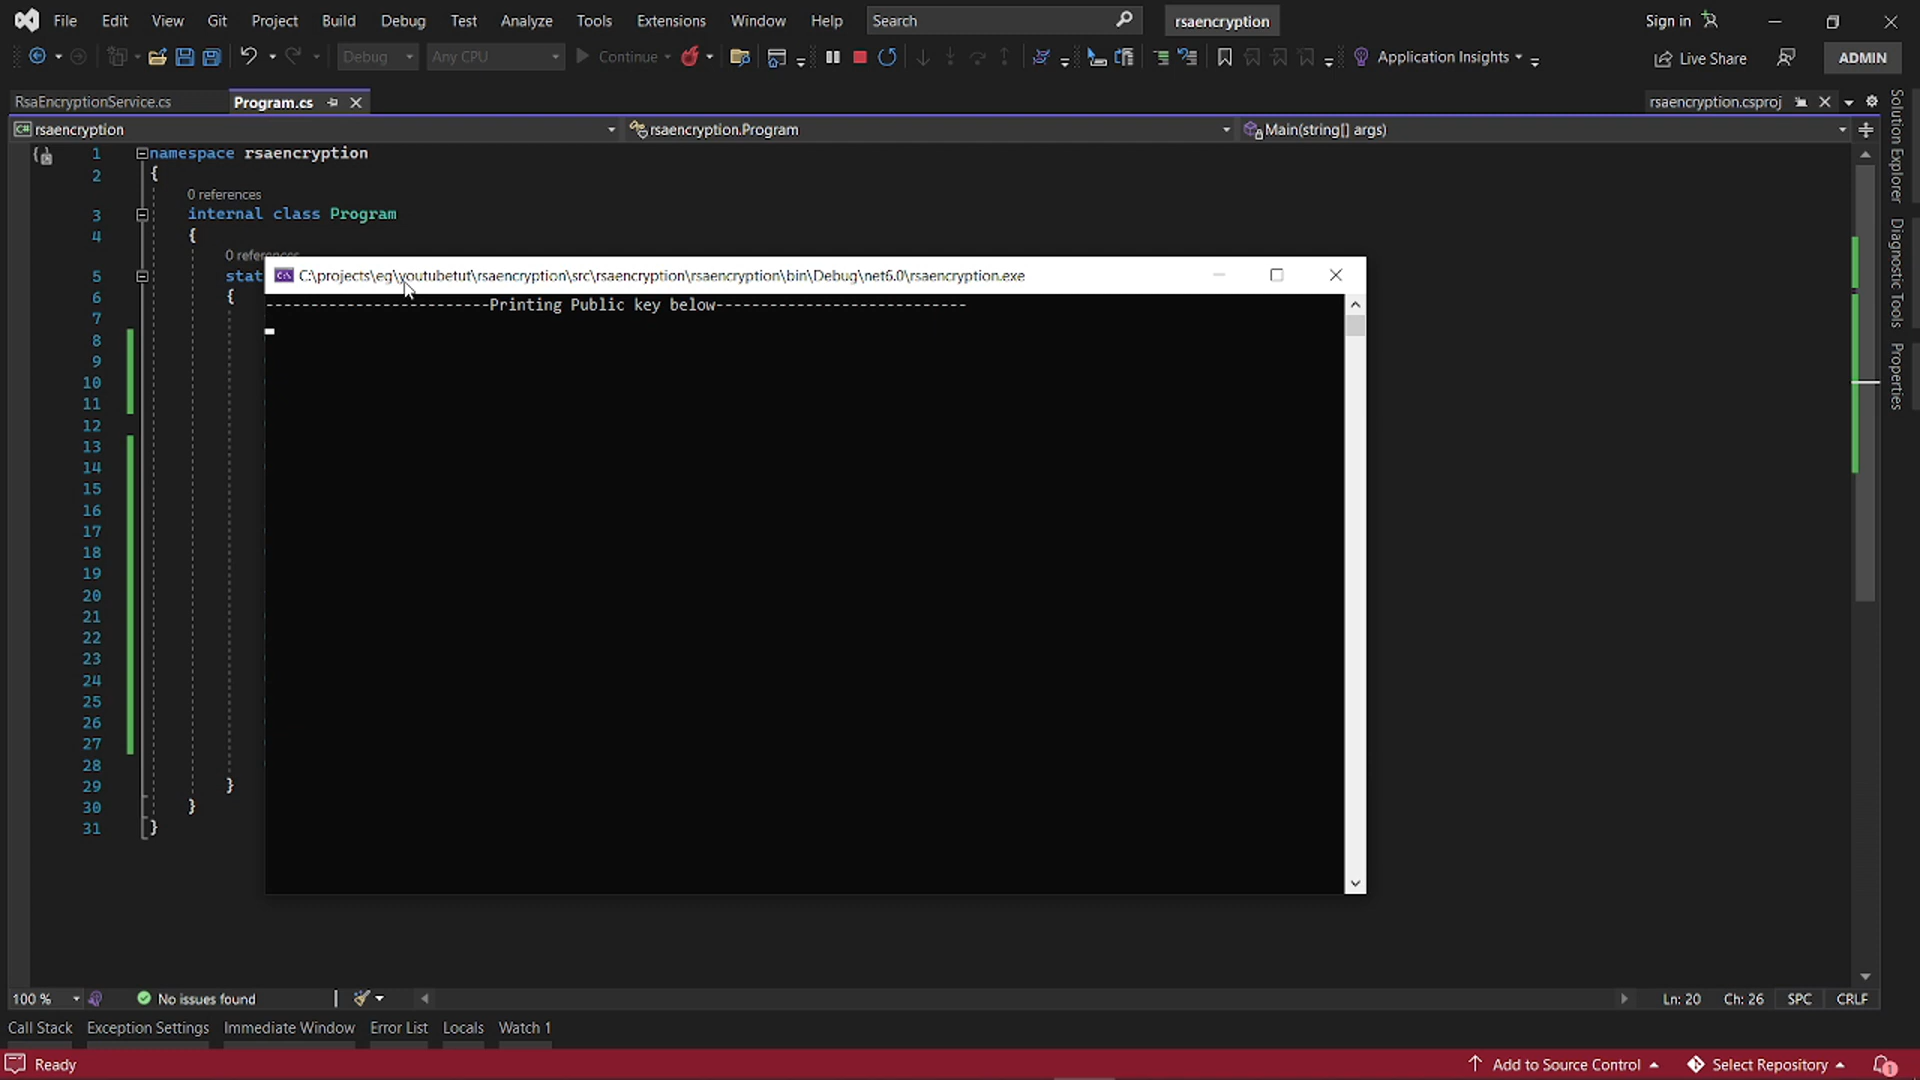 File Edit View Git Project Build Debug Test Analyze Tools Extensions Window Help Search rsaencryption Sign in
Debug Any CPU Continue Application Insights Live Share ADMIN
RsaEncryptionService.cs Program.cs rsaencryption.csproj
C# rsaencryption rsaencryption.Program Main(string[] args)
1 namespace rsaencryption
2 {
0 references
3 internal class Program
4 {
0 references
5 stat
6 {
7
8
9
10
11
12
13
14
15
16
17
18
19
20
21
22
23
24
25
26
27
28
29 }
30 }
31 }
C:\projects\eg\youtubetut\rsaencryption\src\rsaencryption\rsaencryption\bin\Debug\net6.0\rsaencryption.exe
-------------------------Printing Public key below----------------------------
Solution Explorer
Diagnostic Tools
Properties
100 % No issues found Ln: 20 Ch: 26 SPC CRLF
Call Stack Exception Settings Immediate Window Error List Locals Watch 1
Ready Add to Source Control Select Repository 1